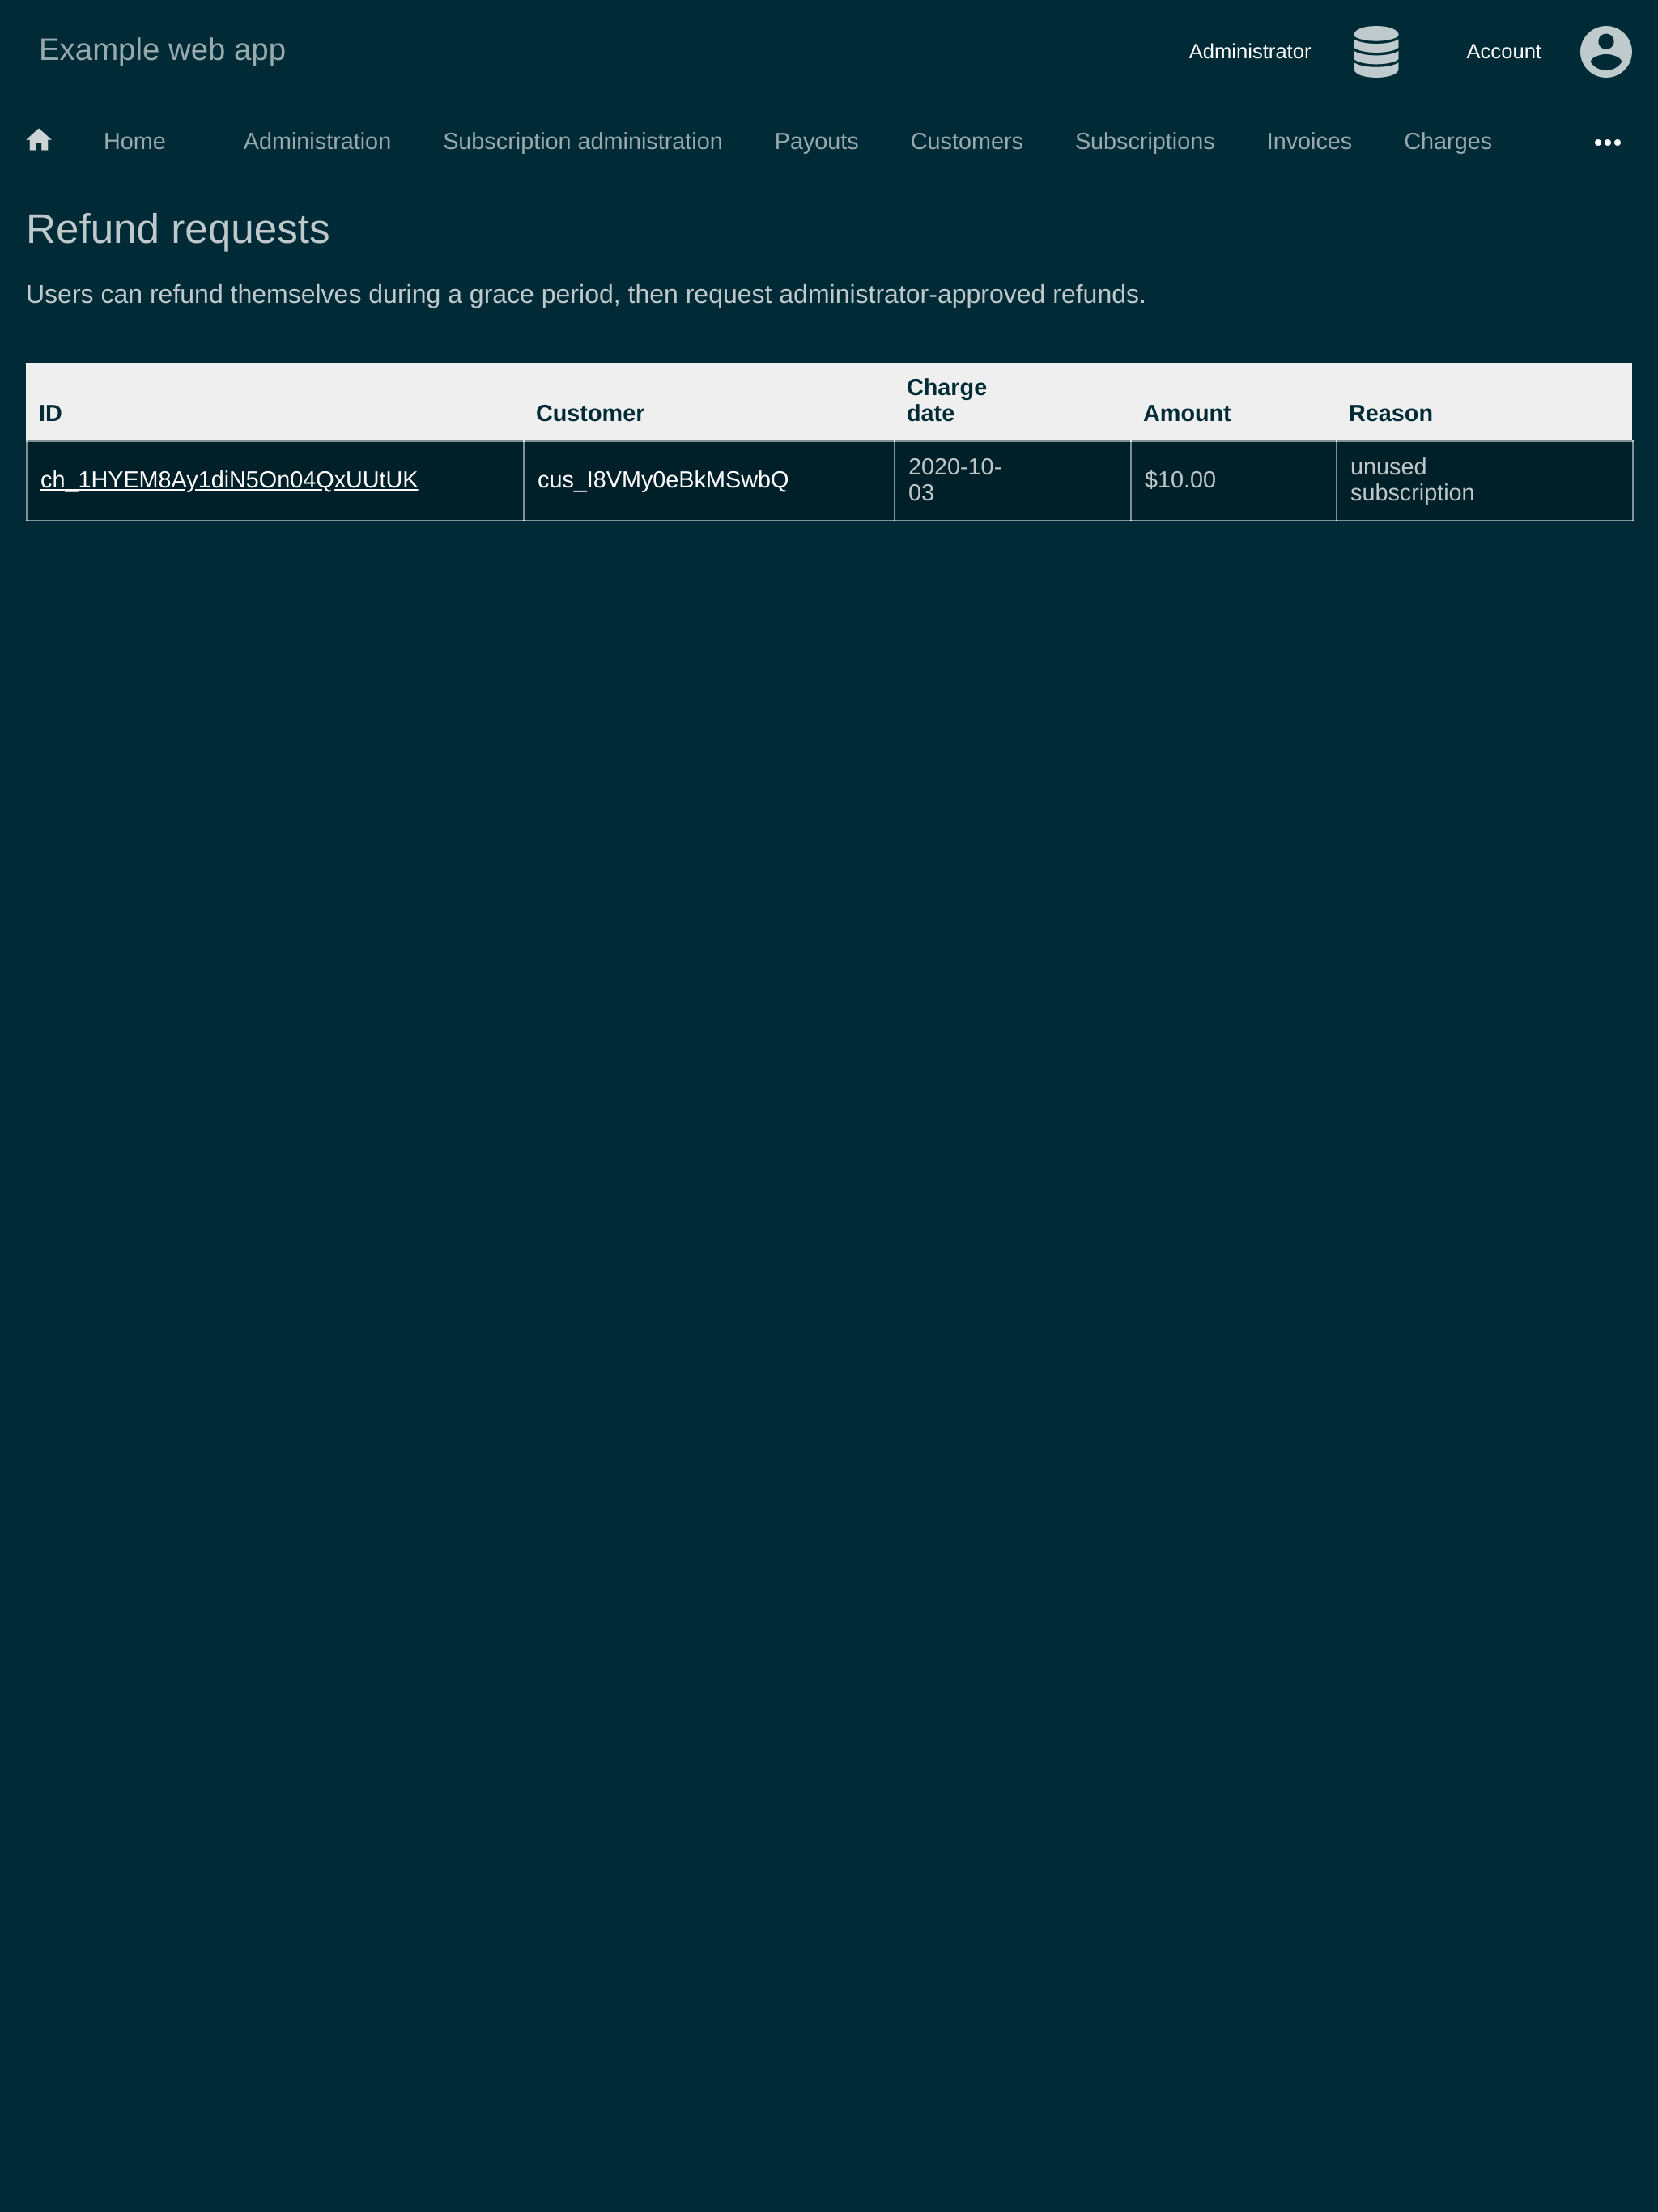 Example web app
Administrator
Account
Home Administration Subscription administration Payouts Customers Subscriptions Invoices Charges
Refund requests
Users can refund themselves during a grace period, then request administrator-approved refunds.
ID Customer Charge date Amount Reason
ch_1HYEM8Ay1diN5On04QxUUtUK cus_I8VMy0eBkMSwbQ 2020-10-03 $10.00 unused subscription